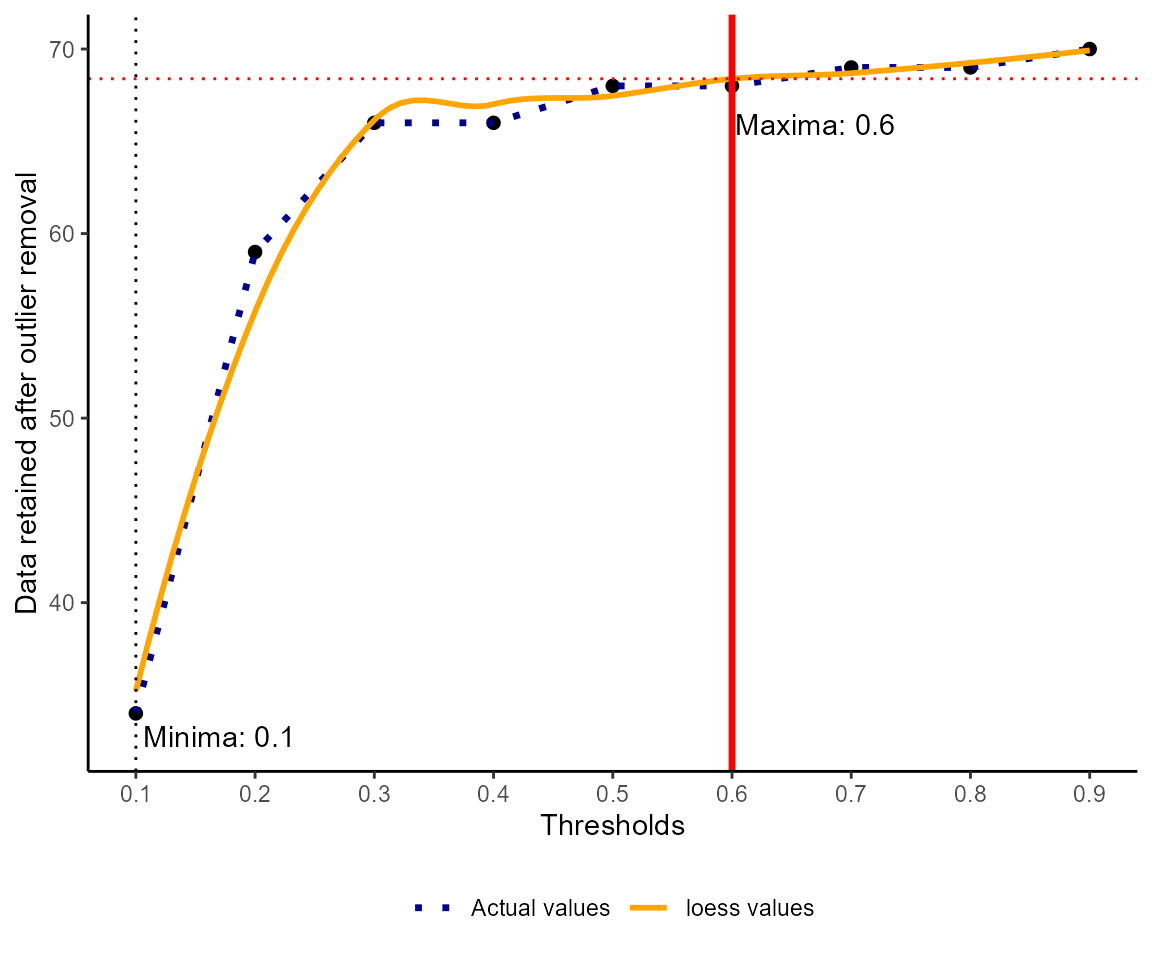 70
60
50
40
Data retained after outlier removal
Maxima: 0.6
Minima: 0.1
0.1 0.2 0.3 0.4 0.5 0.6 0.7 0.8 0.9
Thresholds
Actual values loess values